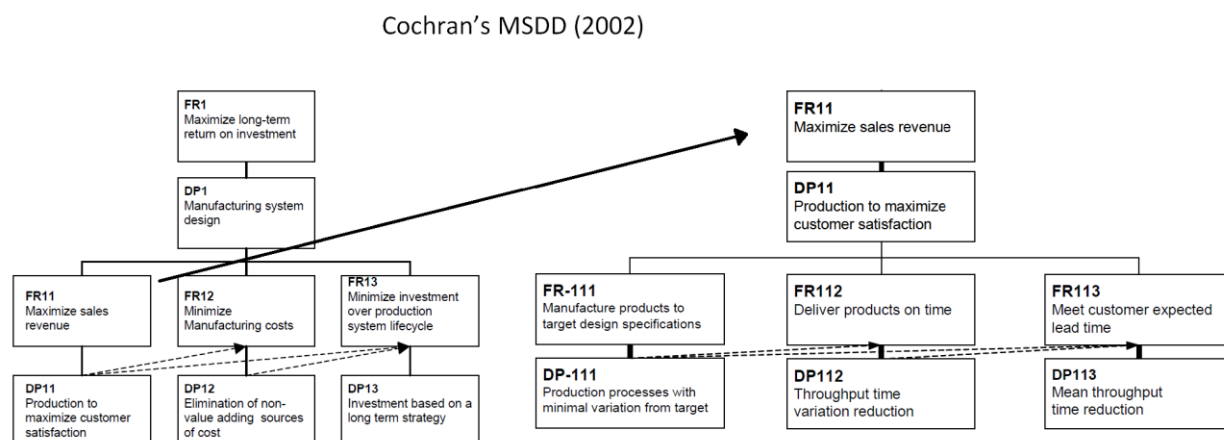 Cochran's MSDD (2002)
FR1
Maximize long-term
return on investment
DP1
Manufacturing system
design
FR11
Maximize sales
revenue
FR12
Minimize
Manufacturing costs
FR13
Minimize investment
over production
system lifecycle
DP11
Production to
maximize customer
satisfaction
DP12
Elimination of non-
value adding sources
of cost
DP13
Investment based on a
long term strategy
FR11
Maximize sales revenue
DP11
Production to maximize
customer satisfaction
FR-111
Manufacture products to
target design specifications
FR112
Deliver products on time
FR113
Meet customer expected
lead time
DP-111
Production processes with
minimal variation from target
DP112
Throughput time
variation reduction
DP113
Mean throughput
time reduction